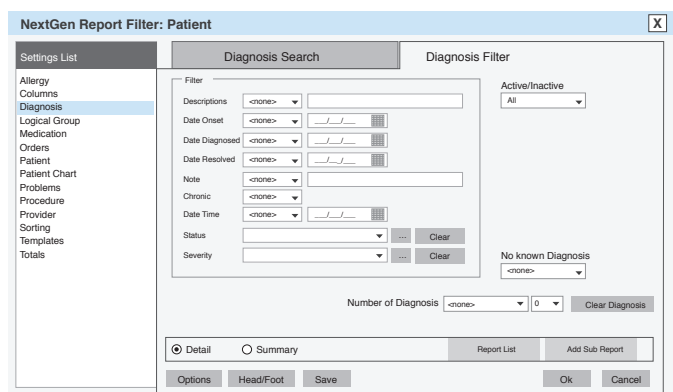 NextGen Report Filter: Patient X
Settings List
Allergy
Columns
Diagnosis
Logical Group
Medication
Orders
Patient
Patient Chart
Problems
Procedure
Provider
Sorting
Templates
Totals
Diagnosis Search Diagnosis Filter
Filter
Descriptions <none>
Date Onset <none> __/__/__
Date Diagnosed <none> __/__/__
Date Resolved <none> __/__/__
Note <none>
Chronic <none>
Date Time <none> __/__/__
Status ... Clear
Severity ... Clear
Active/Inactive
All
No known Diagnosis
<none>
Number of Diagnosis <none> 0 Clear Diagnosis
Detail Summary Report List Add Sub Report
Options Head/Foot Save Ok Cancel